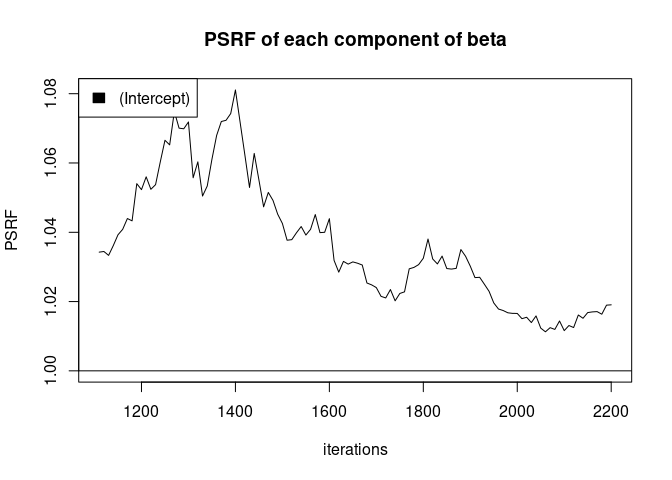 PSRF of each component of beta
(Intercept)
PSRF
1.08
1.06
1.04
1.02
1.00
1200 1400 1600 1800 2000 2200
iterations